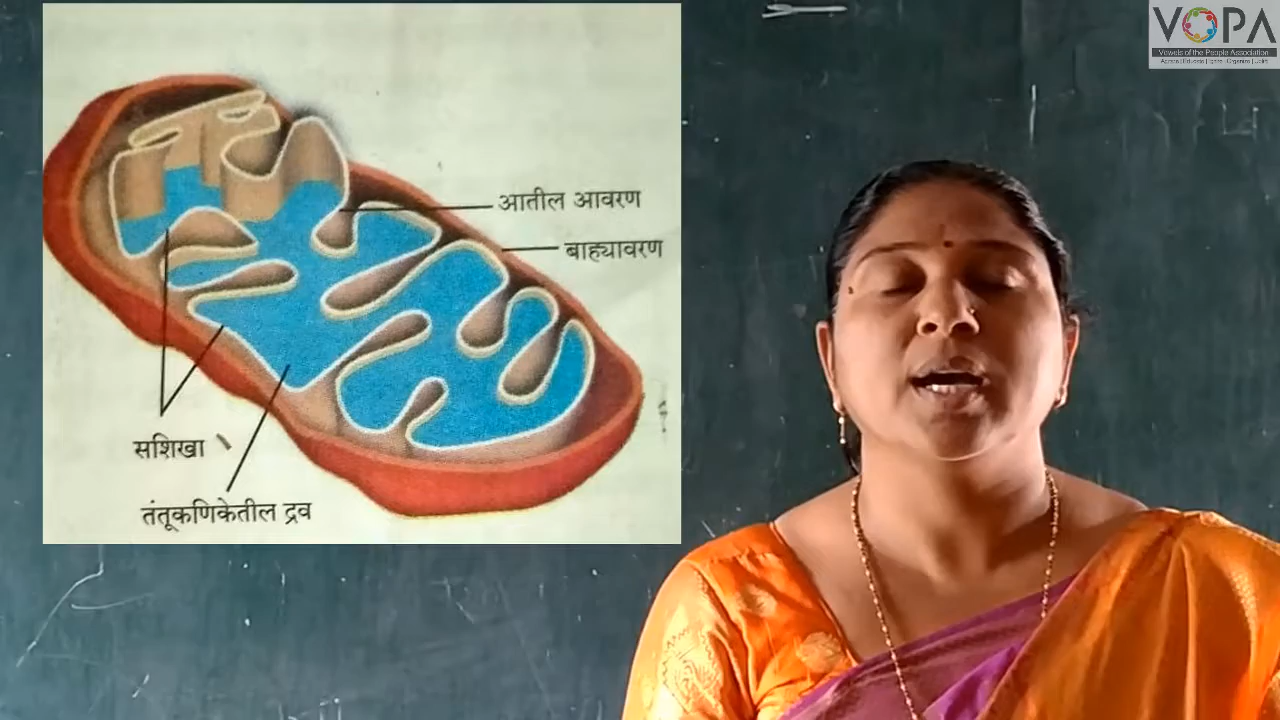 आतील आवरण
बाह्यावरण
सशिखा
तंतूकणिकेतील द्रव
VOPA
Vowels of the People Association